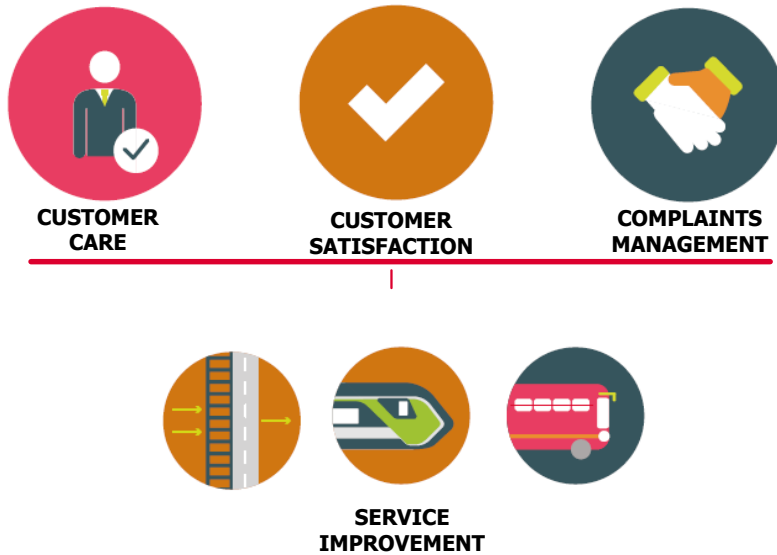 CUSTOMER
CARE
CUSTOMER
SATISFACTION
COMPLAINTS
MANAGEMENT
SERVICE
IMPROVEMENT